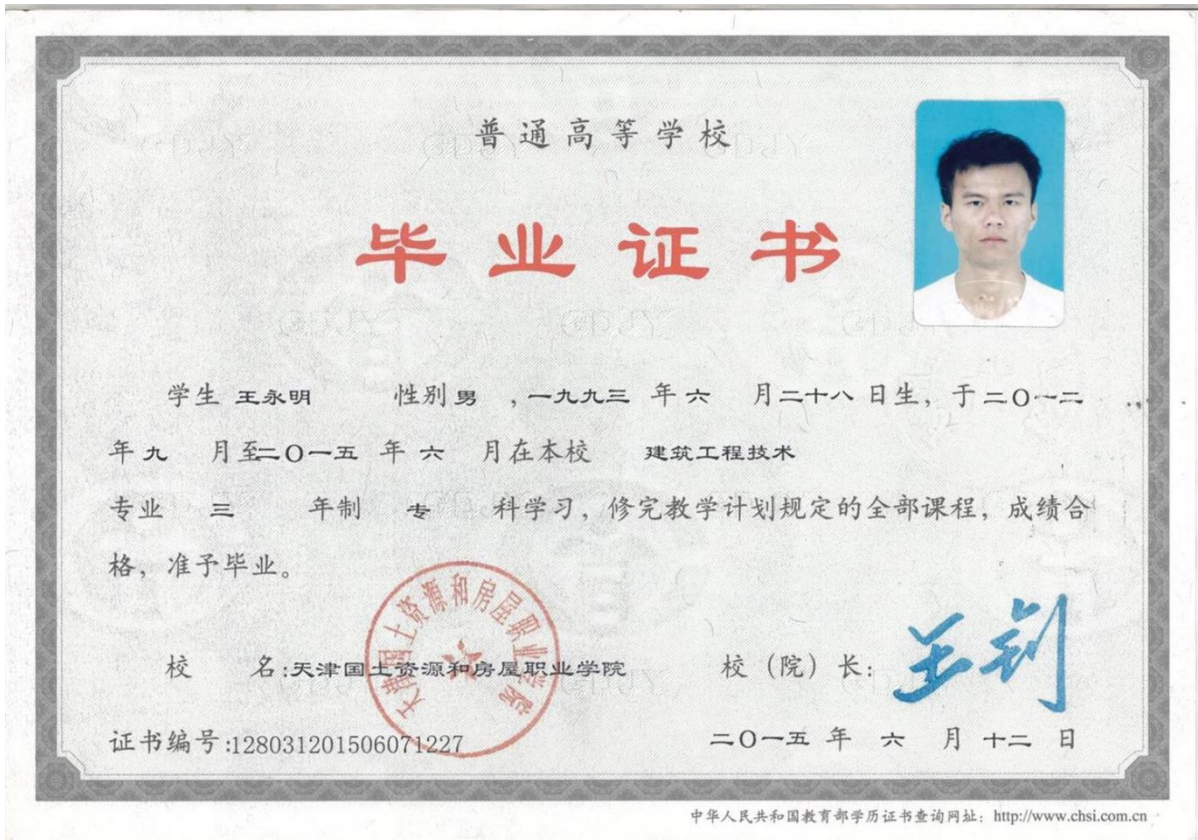 普通高等学校
毕业证书
学生 王永明 性别 男 ,一九九三 年 六 月 二十八 日生，于 二O一二
年 九 月至 二O一五 年 六 月在本校 建筑工程技术
专业 三 年制 专 科学习，修完教学计划规定的全部课程，成绩合
格，准予毕业。
天津国土资源和房屋职业学院
校 名:天津国土资源和房屋职业学院 校（院）长: 王钊
证书编号:128031201506071227 二O一五 年 六 月 十二 日
中华人民共和国教育部学历证书查询网址：http://www.chsi.com.cn